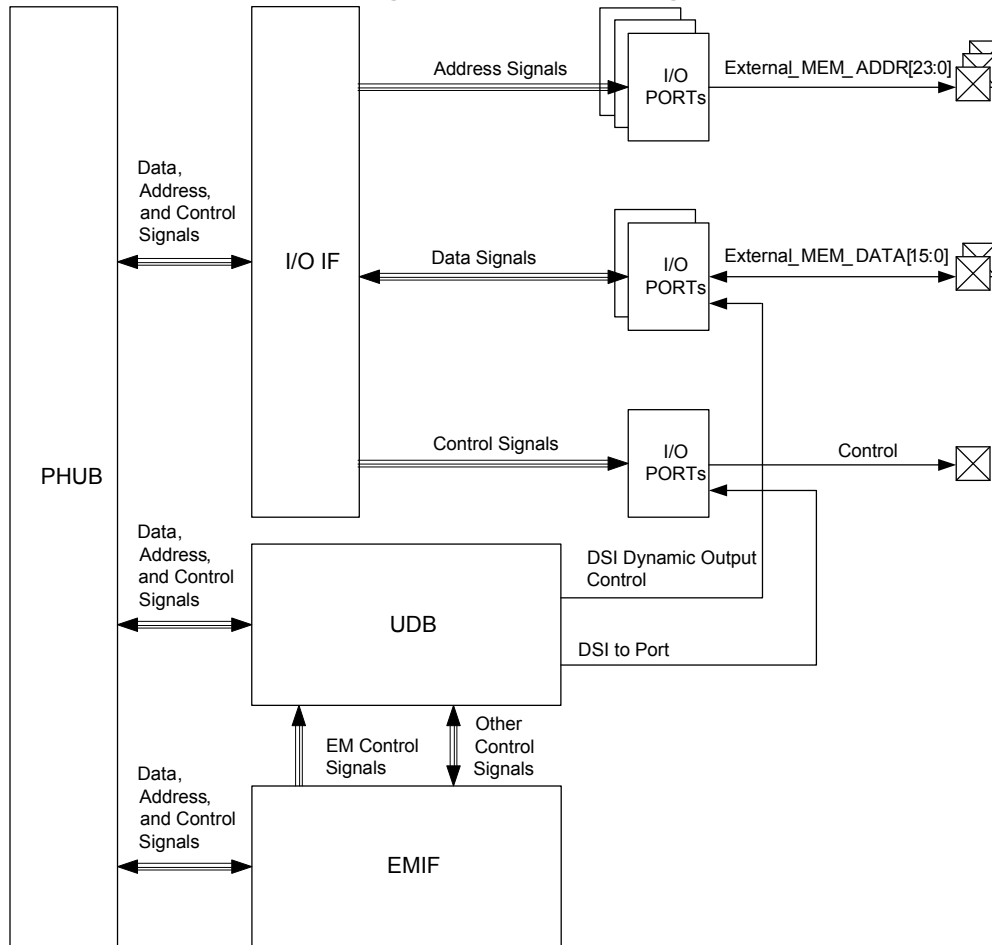 Address Signals
I/O
PORTs
External_MEM_ADDR[23:0]
Data,
Address,
and Control
Signals
I/O IF
Data Signals
I/O
PORTs
External_MEM_DATA[15:0]
Control Signals
I/O
PORTs
Control
PHUB
Data,
Address,
and Control
Signals
UDB
DSI Dynamic Output
Control
DSI to Port
EM Control
Signals
Other
Control
Signals
Data,
Address,
and Control
Signals
EMIF